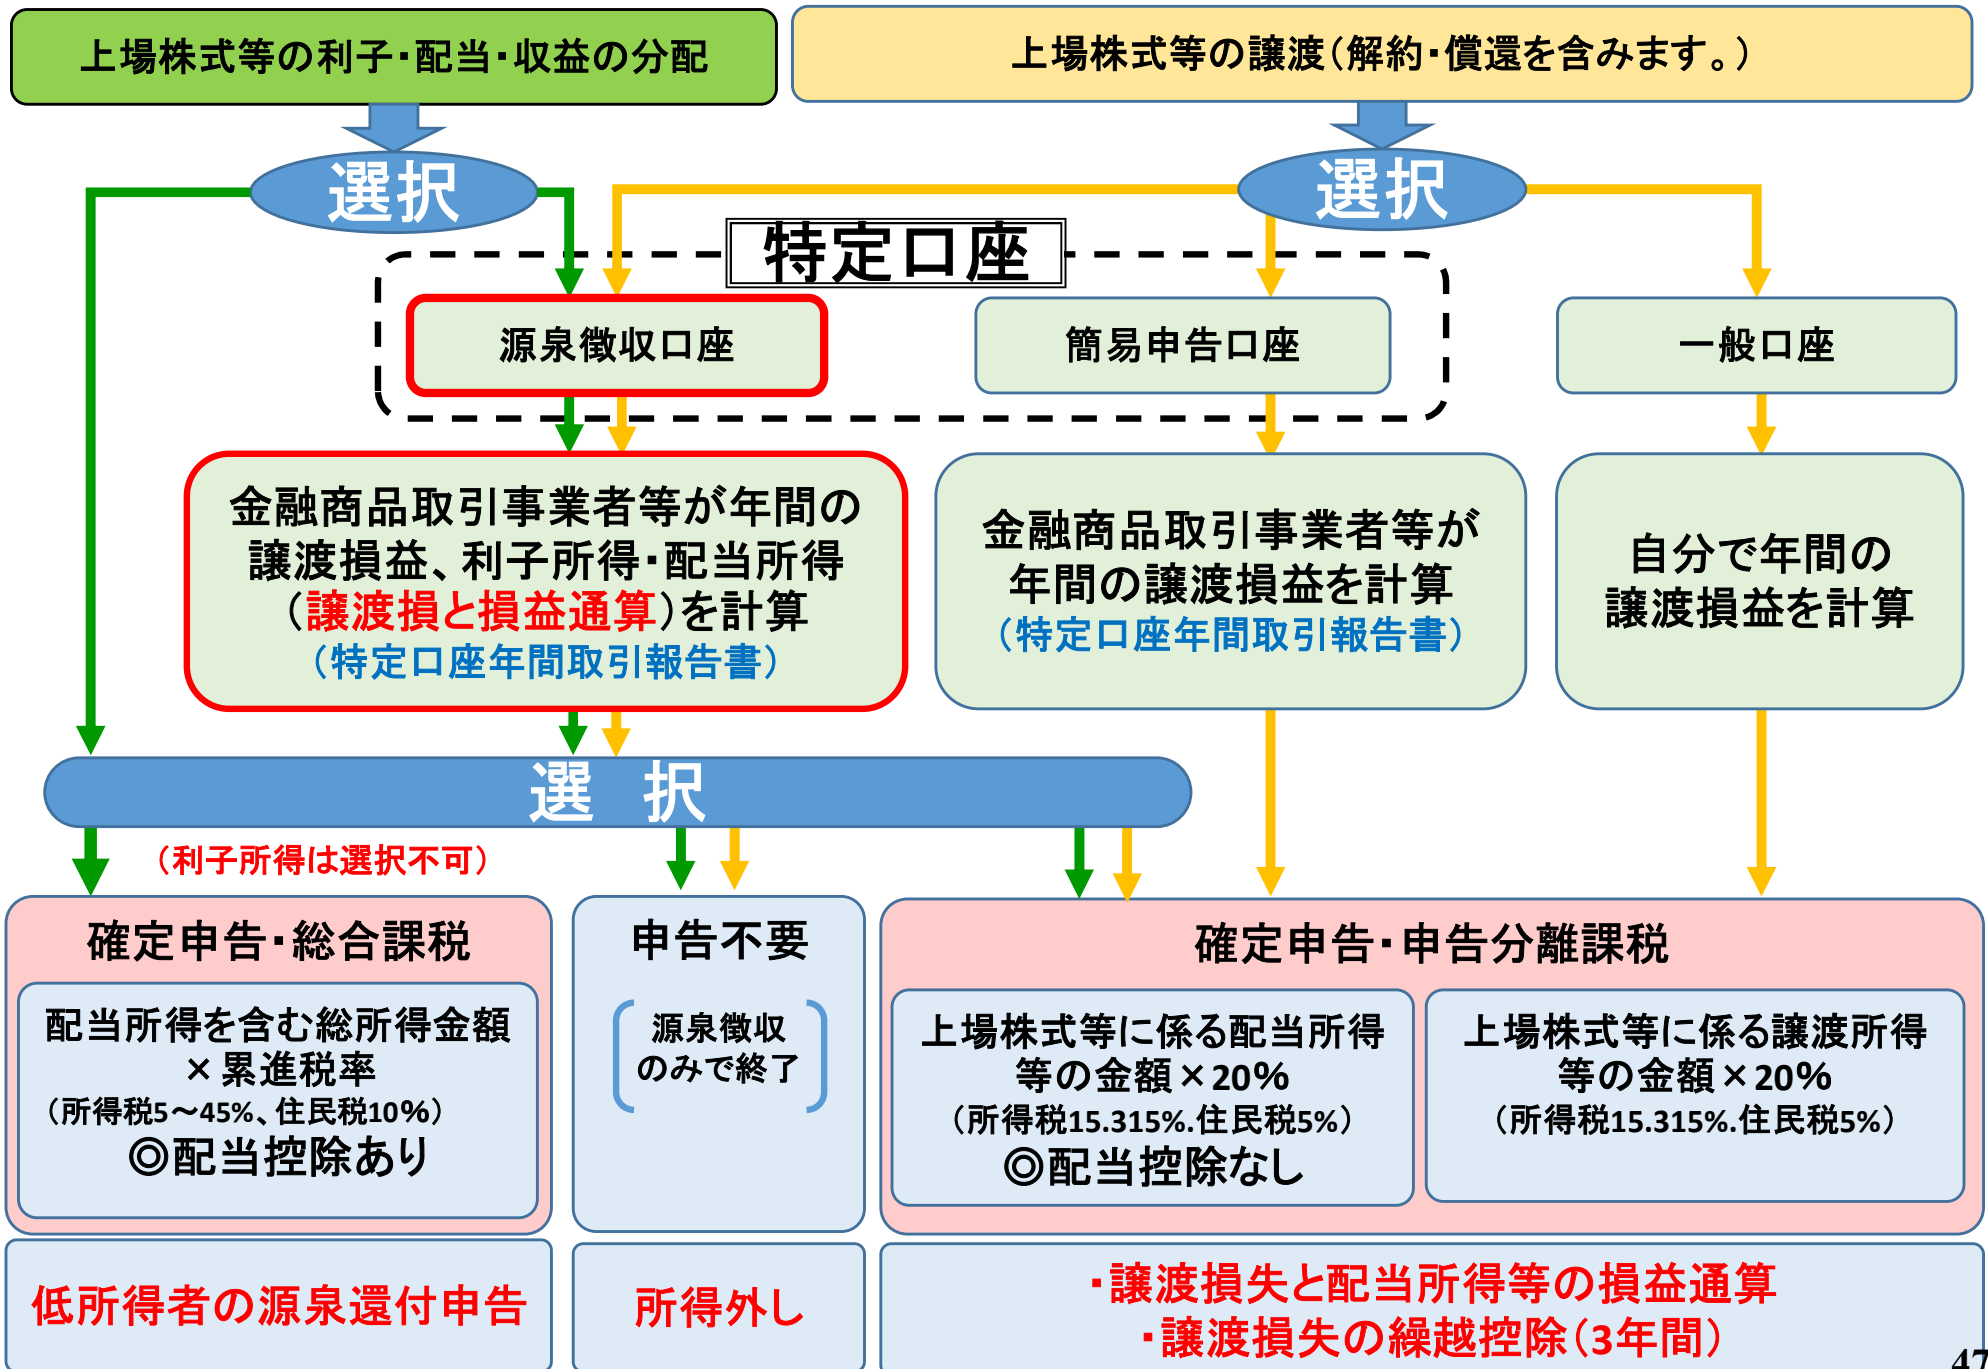 上場株式等の利子・配当・収益の分配
上場株式等の譲渡（解約・償還を含みます。）
選択
選択
特定口座
源泉徴収口座
簡易申告口座
一般口座
金融商品取引事業者等が年間の
譲渡損益、利子所得・配当所得
（譲渡損と損益通算）を計算
（特定口座年間取引報告書）
金融商品取引事業者等が
年間の譲渡損益を計算
（特定口座年間取引報告書）
自分で年間の
譲渡損益を計算
選　択
（利子所得は選択不可）
確定申告・総合課税
配当所得を含む総所得金額
×累進税率
（所得税5～45%、住民税10％）
◎配当控除あり
申告不要
源泉徴収
のみで終了
確定申告・申告分離課税
上場株式等に係る配当所得
等の金額×20％
（所得税15.315%.住民税5%）
◎配当控除なし
上場株式等に係る譲渡所得
等の金額×20％
（所得税15.315%.住民税5%）
低所得者の源泉還付申告
所得外し
・譲渡損失と配当所得等の損益通算
・譲渡損失の繰越控除（3年間）
47